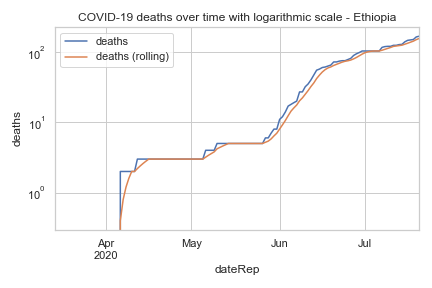 COVID-19 deaths over time with logarithmic scale - Ethiopia
deaths
deaths (rolling)
10²
10¹
10⁰
deaths
Apr
2020
May
Jun
Jul
dateRep